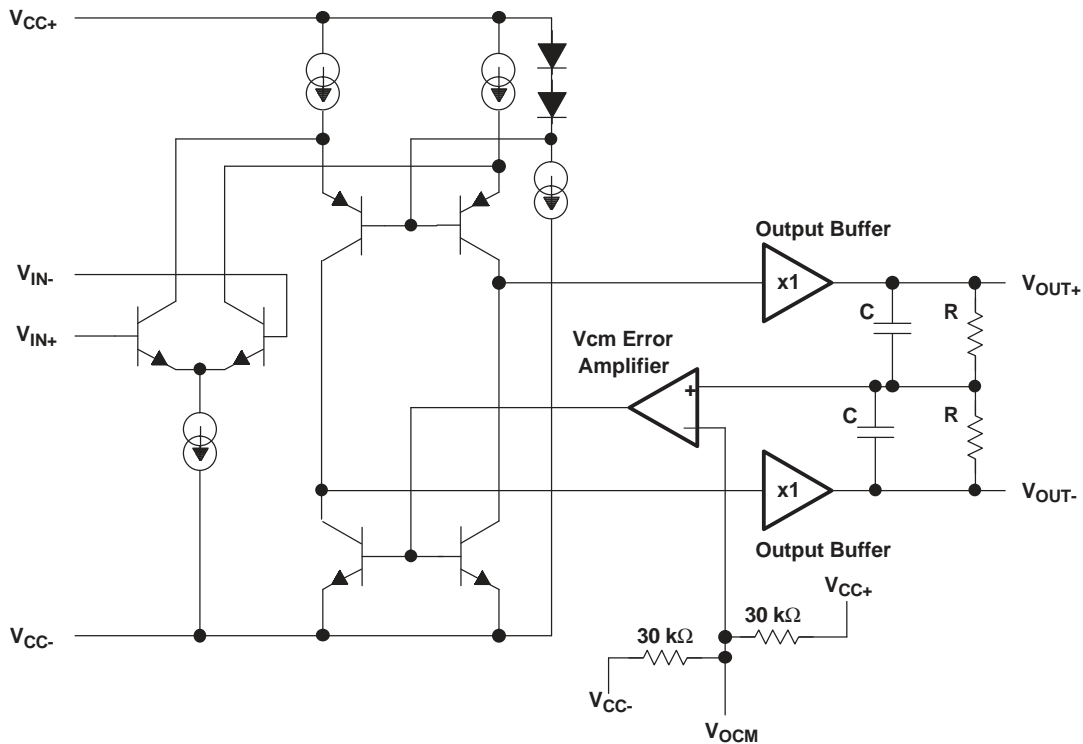 VCC+
Output Buffer
VIN-
x1
VOUT+
C
R
VIN+
Vcm Error
Amplifier
+
C
R
_
x1
VOUT-
Output Buffer
VCC+
30 kΩ
VCC-
30 kΩ
VCC-
VOCM